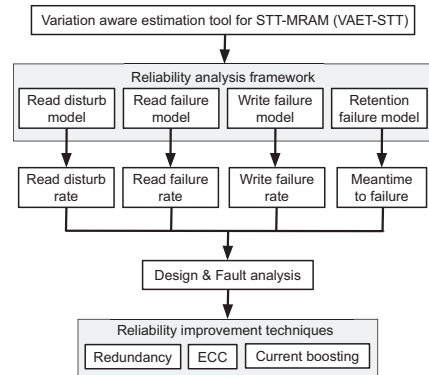 Variation aware estimation tool for STT-MRAM (VAET-STT)
Reliability analysis framework
Read disturb
model
Read failure
model
Write failure
model
Retention
failure model
Read disturb
rate
Read failure
rate
Write failure
rate
Meantime
to failure
Design & Fault analysis
Reliability improvement techniques
Redundancy
ECC
Current boosting